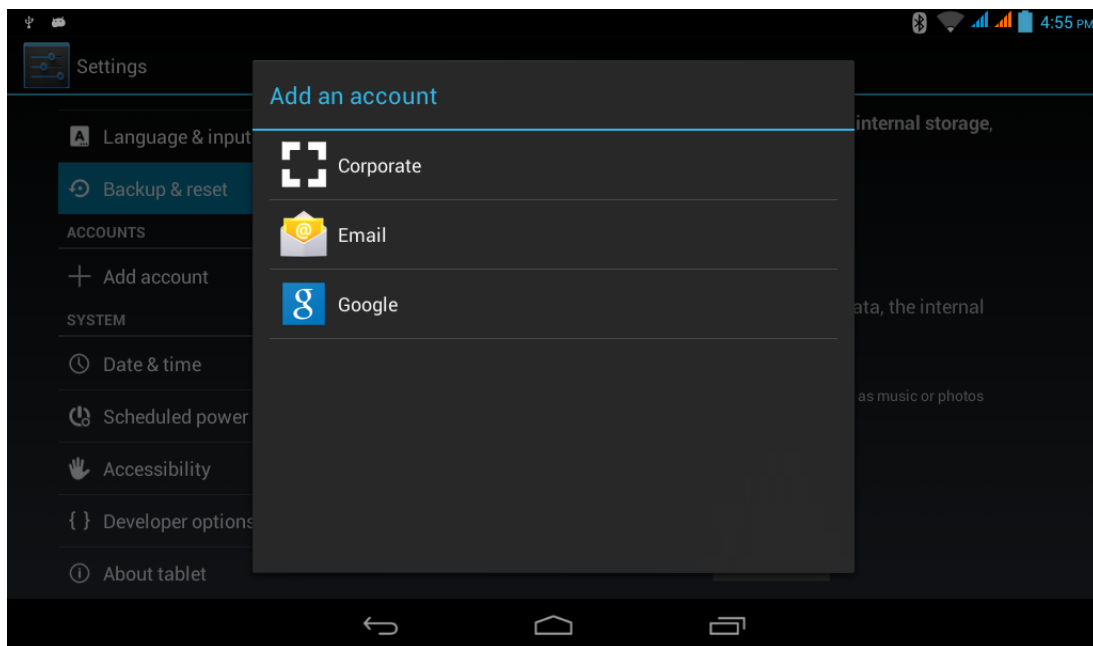 4:55 PM
Settings
Add an account
Language & input
internal storage,
Corporate
Backup & reset
ACCOUNTS
Email
Add account
Google
ata, the internal
SYSTEM
Date & time
as music or photos
Scheduled power
Accessibility
{ } Developer options
About tablet